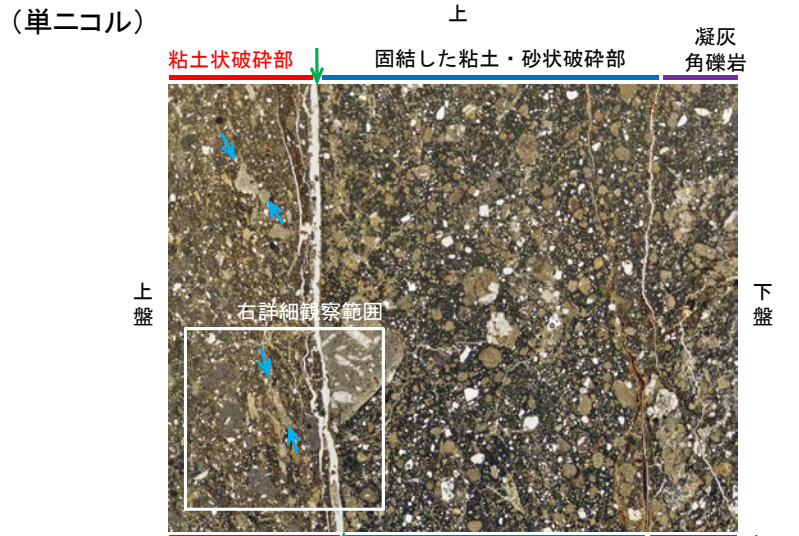 （単ニコル）
上
粘土状破砕部
固結した粘土・砂状破砕部
凝灰
角礫岩
上
盤
右詳細観察範囲
下
盤